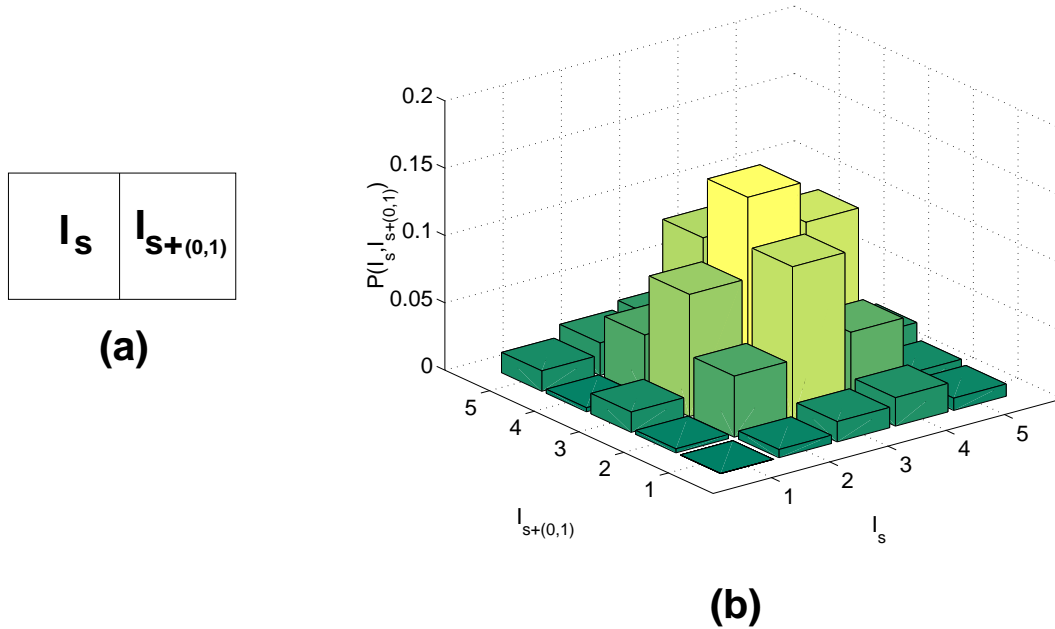 I_s I_s+(0,1)
(a)
0.2
0.15
0.1
0.05
0
P(I_s,I_s+(0,1))
5
4
3
2
1
I_s+(0,1)
1
2
3
4
5
I_s
(b)